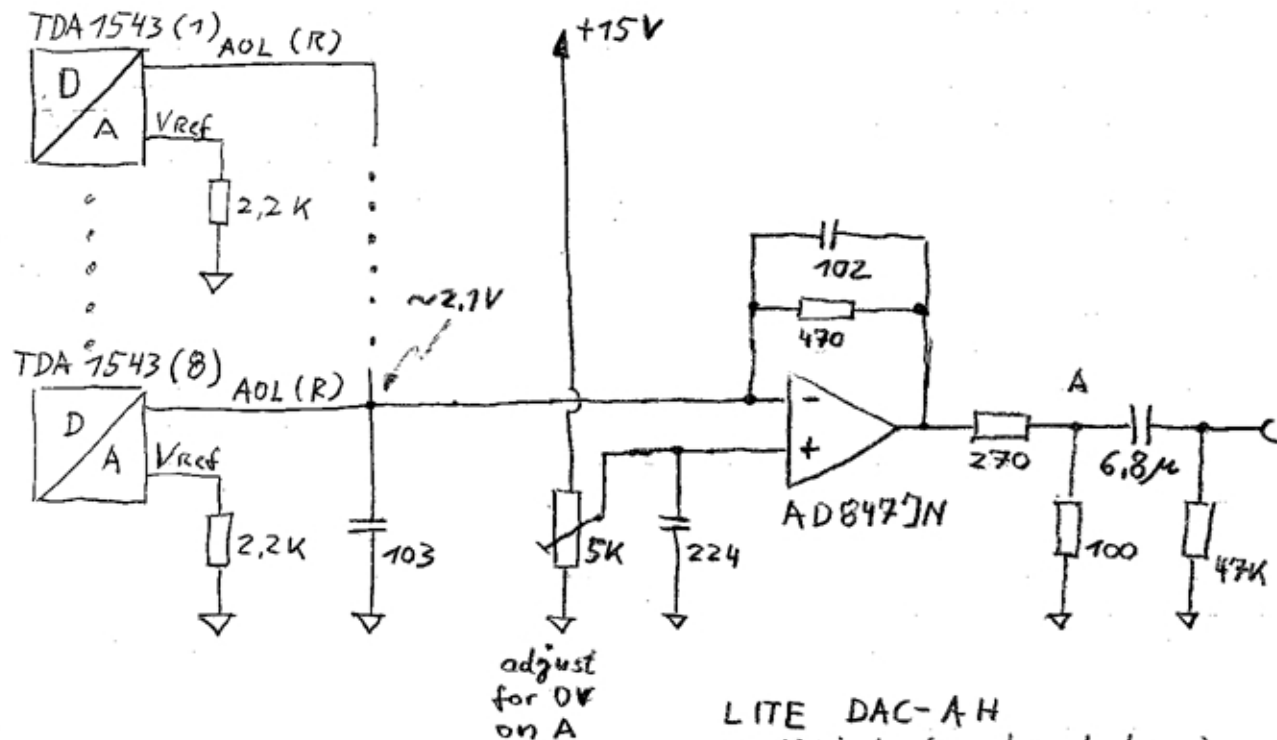 TDA 1543 (1)
AOL (R)
+15V
D
A
VRef
2,2 K
~2.1V
102
470
TDA 1543 (8)
AOL (R)
D
A
VRef
2,2K
103
5K
224
-
+
AD847JN
270
A
6,8µ
100
47K
adjust
for 0V
on A
LITE DAC-AH